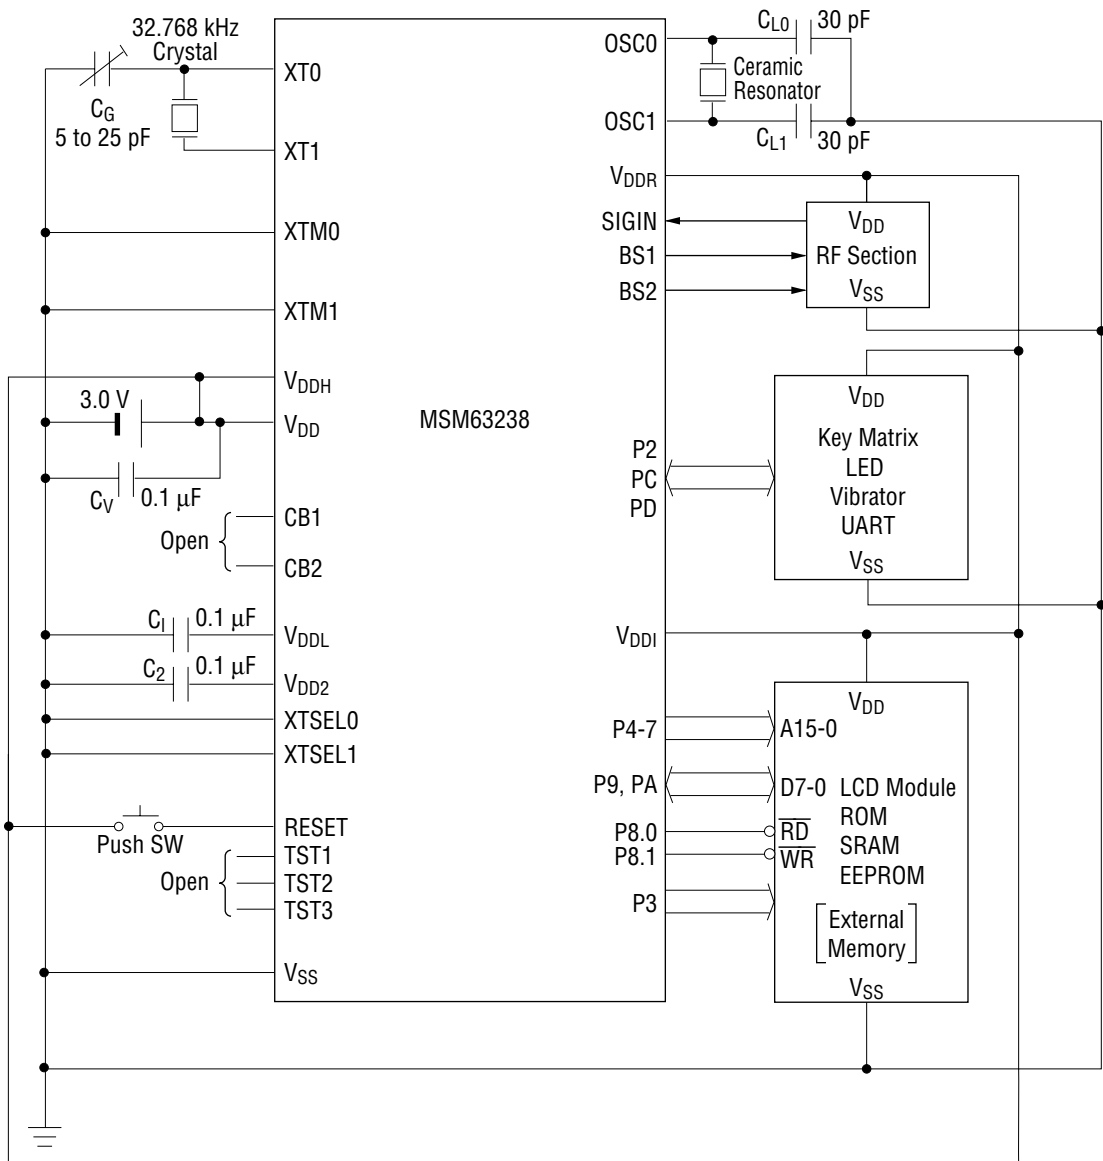 32.768 kHz
Crystal
C_G
5 to 25 pF
XT0
XT1
XTM0
XTM1
V_DDH
3.0 V
V_DD
C_V
0.1 μF
Open
CB1
CB2
C_I
0.1 μF
V_DDL
C_2
0.1 μF
V_DD2
XTSEL0
XTSEL1
RESET
Push SW
TST1
Open
TST2
TST3
V_SS
MSM63238
C_L0
30 pF
OSC0
Ceramic
Resonator
OSC1
C_L1
30 pF
V_DDR
SIGIN
BS1
BS2
V_DD
RF Section
V_SS
P2
PC
PD
V_DD
Key Matrix
LED
Vibrator
UART
V_SS
V_DDI
P4-7
P9, PA
P8.0
P8.1
P3
V_DD
A15-0
D7-0
R̅D̅
W̅R̅
LCD Module
ROM
SRAM
EEPROM
External
Memory
V_SS